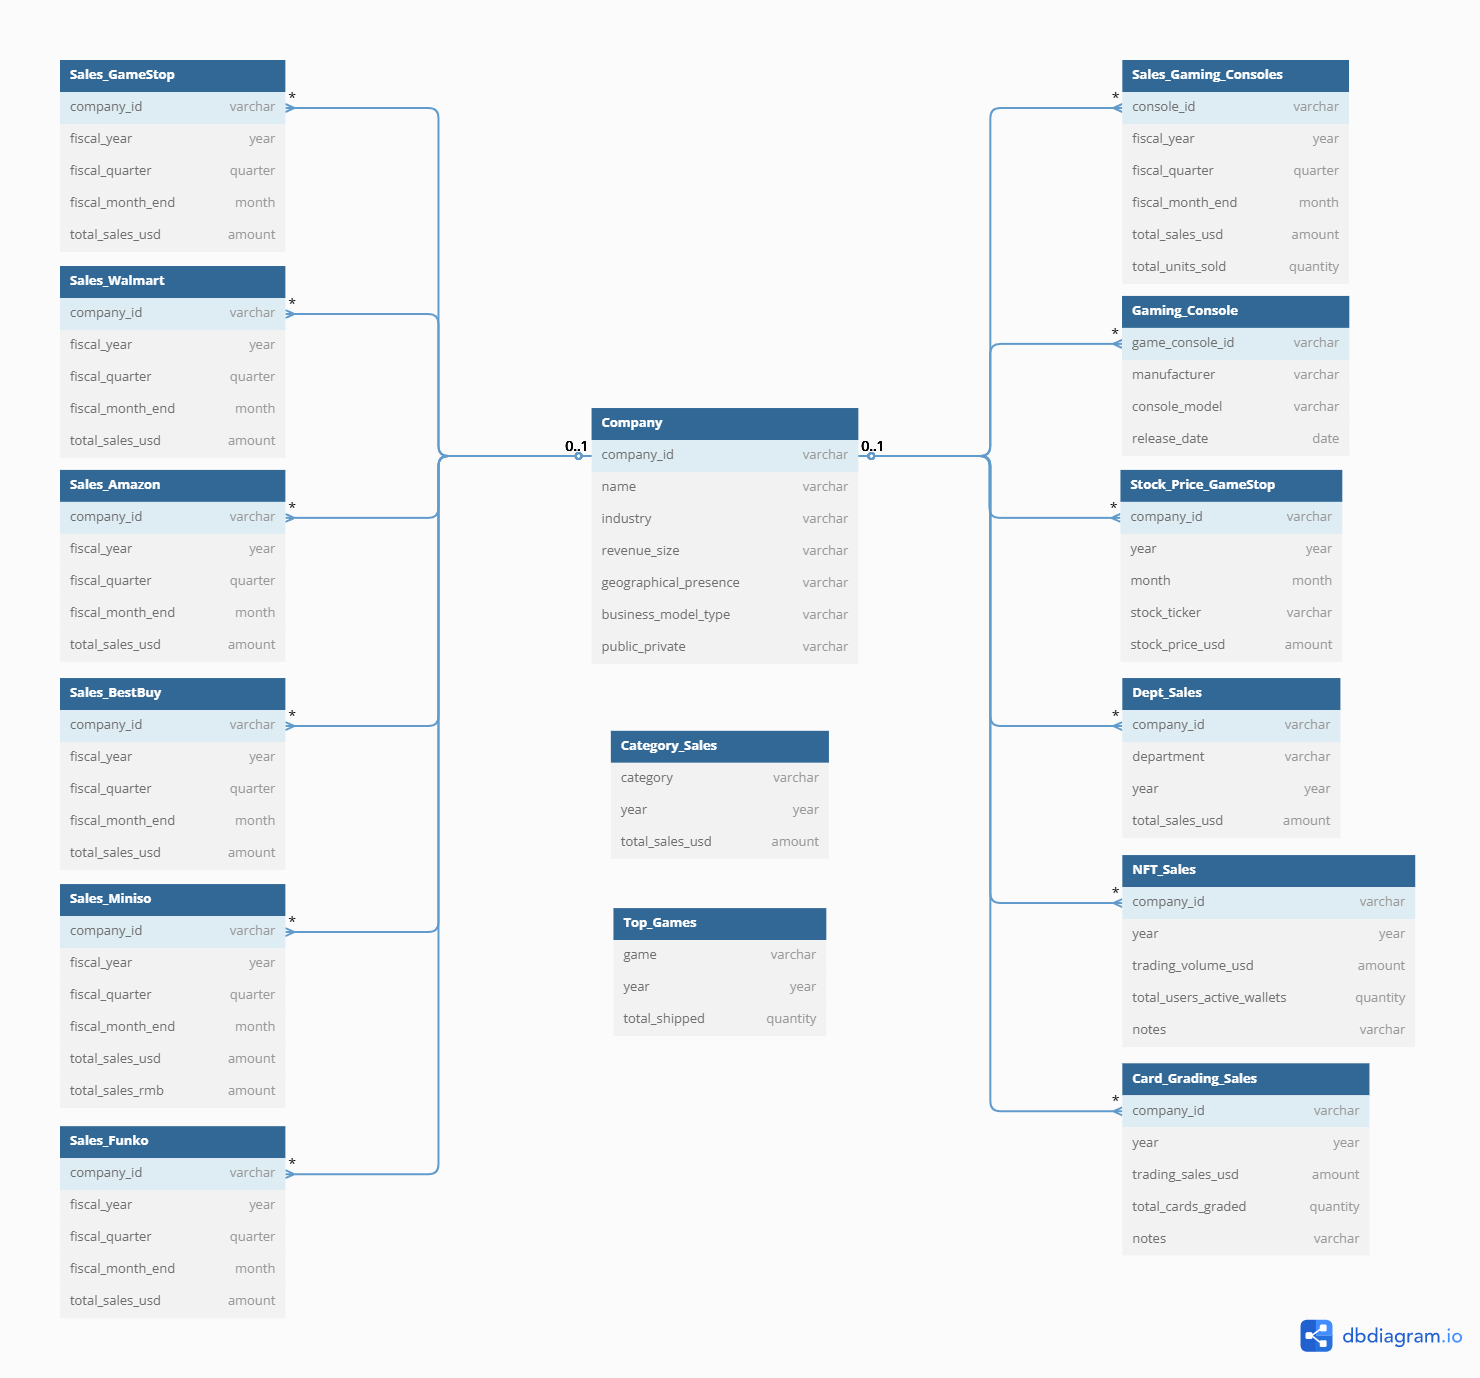 Sales_GameStop
company_id varchar
fiscal_year year
fiscal_quarter quarter
fiscal_month_end month
total_sales_usd amount
*
Sales_Walmart
company_id varchar
fiscal_year year
fiscal_quarter quarter
fiscal_month_end month
total_sales_usd amount
*
Sales_Amazon
company_id varchar
fiscal_year year
fiscal_quarter quarter
fiscal_month_end month
total_sales_usd amount
*
Sales_BestBuy
company_id varchar
fiscal_year year
fiscal_quarter quarter
fiscal_month_end month
total_sales_usd amount
*
Sales_Miniso
company_id varchar
fiscal_year year
fiscal_quarter quarter
fiscal_month_end month
total_sales_usd amount
total_sales_rmb amount
*
Sales_Funko
company_id varchar
fiscal_year year
fiscal_quarter quarter
fiscal_month_end month
total_sales_usd amount
*
0..1
Company
company_id varchar
name varchar
industry varchar
revenue_size varchar
geographical_presence varchar
business_model_type varchar
public_private varchar
0..1
Category_Sales
category varchar
year year
total_sales_usd amount
Top_Games
game varchar
year year
total_shipped quantity
*
Sales_Gaming_Consoles
console_id varchar
fiscal_year year
fiscal_quarter quarter
fiscal_month_end month
total_sales_usd amount
total_units_sold quantity
*
Gaming_Console
game_console_id varchar
manufacturer varchar
console_model varchar
release_date date
*
Stock_Price_GameStop
company_id varchar
year year
month month
stock_ticker varchar
stock_price_usd amount
*
Dept_Sales
company_id varchar
department varchar
year year
total_sales_usd amount
*
NFT_Sales
company_id varchar
year year
trading_volume_usd amount
total_users_active_wallets quantity
notes varchar
*
Card_Grading_Sales
company_id varchar
year year
trading_sales_usd amount
total_cards_graded quantity
notes varchar
dbdiagram.io